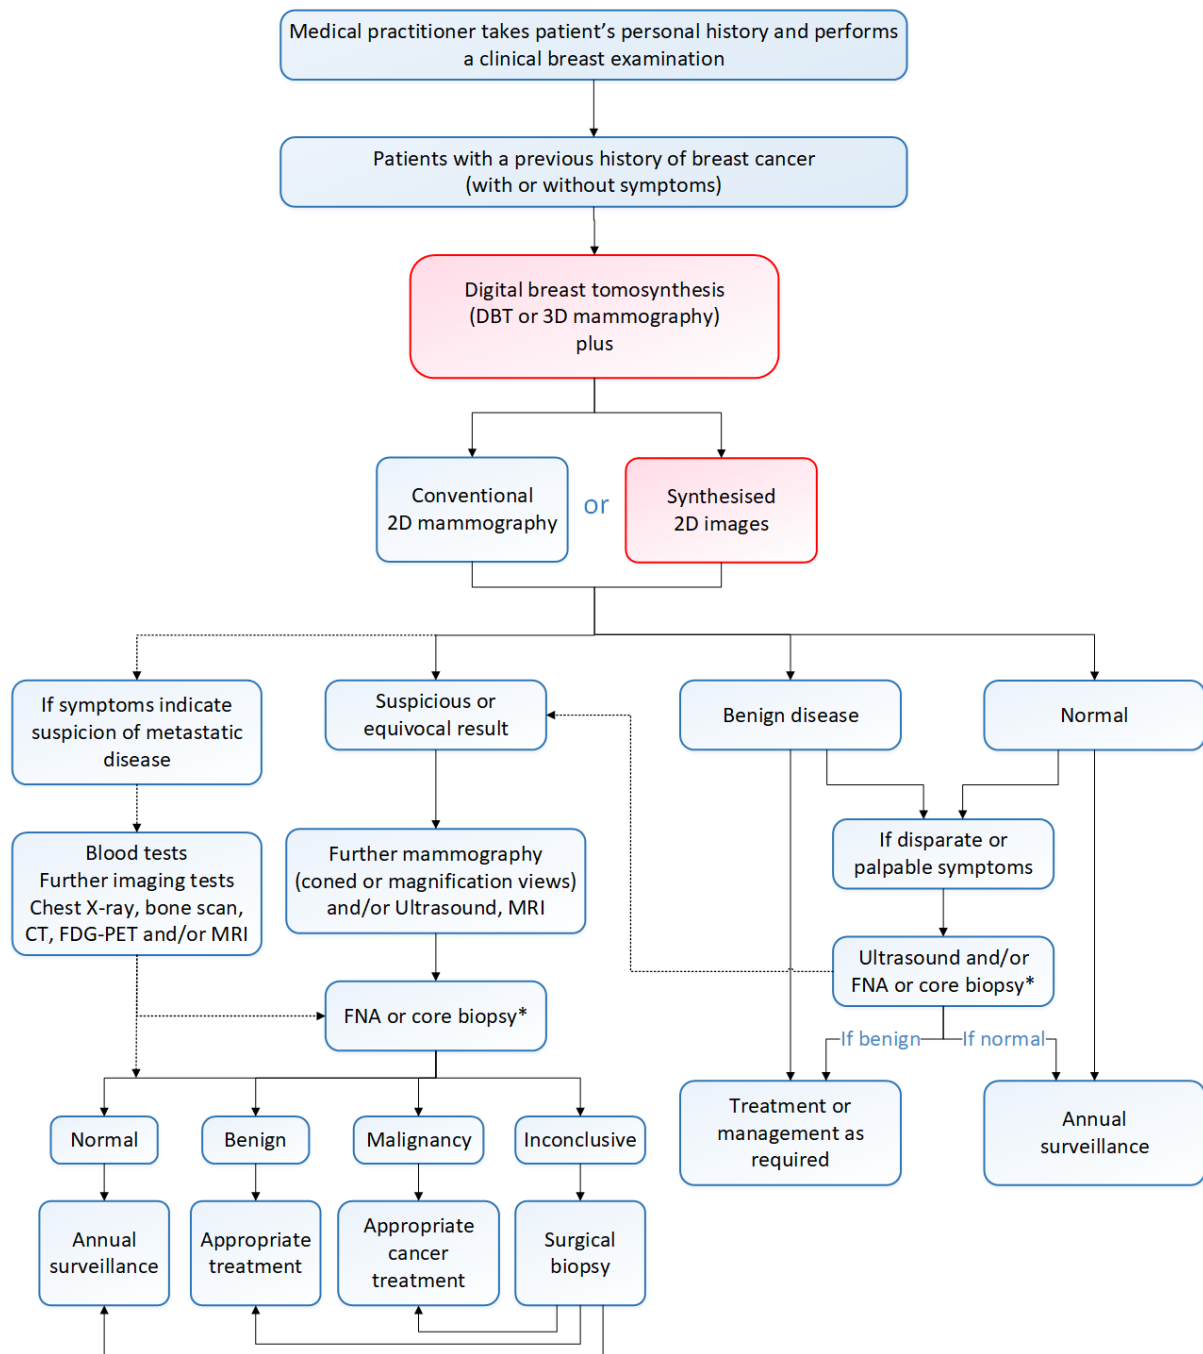 Medical practitioner takes patient’s personal history and performs
a clinical breast examination
Patients with a previous history of breast cancer
(with or without symptoms)
Digital breast tomosynthesis
(DBT or 3D mammography)
plus
Conventional
2D mammography
or
Synthesised
2D images
If symptoms indicate
suspicion of metastatic
disease
Suspicious or
equivocal result
Benign disease
Normal
Blood tests
Further imaging tests
Chest X-ray, bone scan,
CT, FDG-PET and/or MRI
Further mammography
(coned or magnification views)
and/or Ultrasound, MRI
If disparate or
palpable symptoms
Ultrasound and/or
FNA or core biopsy*
FNA or core biopsy*
If benign
If normal
Treatment or
management as
required
Annual
surveillance
Normal
Benign
Malignancy
Inconclusive
Annual
surveillance
Appropriate
treatment
Appropriate
cancer
treatment
Surgical
biopsy